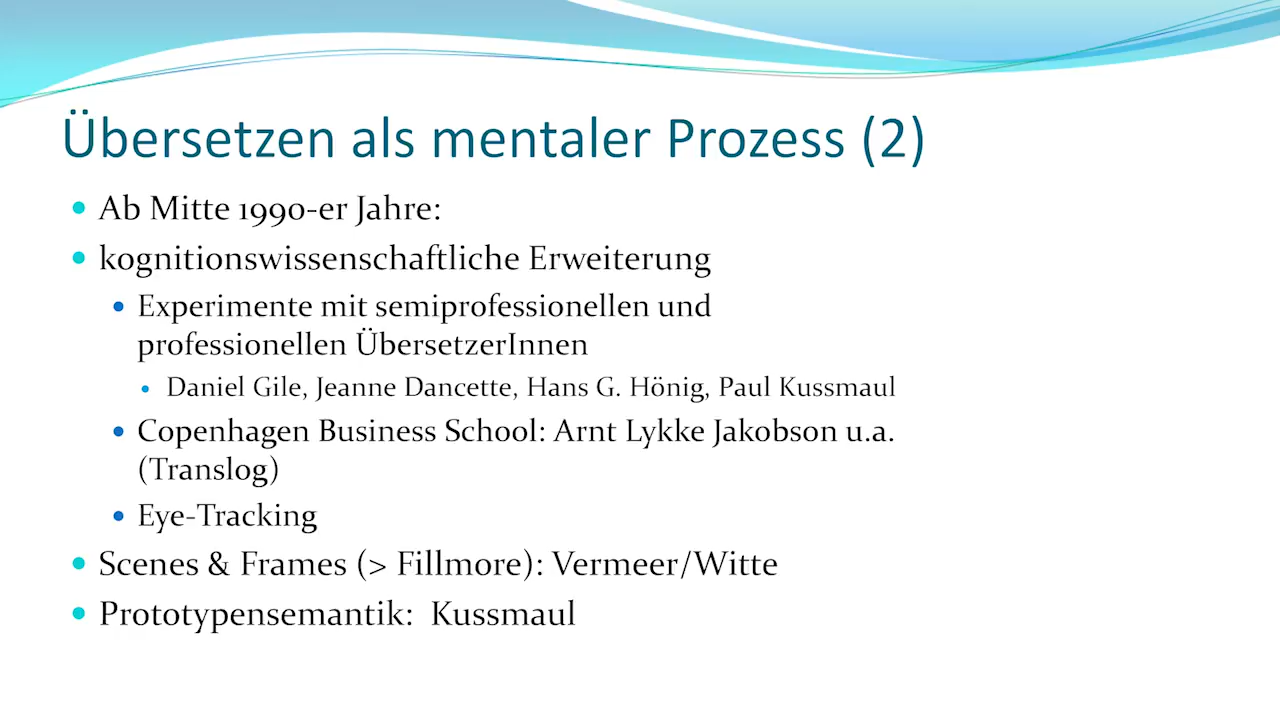 Übersetzen als mentaler Prozess (2)
Ab Mitte 1990-er Jahre:
kognitionswissenschaftliche Erweiterung
Experimente mit semiprofessionellen und
professionellen ÜbersetzerInnen
Daniel Gile, Jeanne Dancette, Hans G. Hönig, Paul Kussmaul
Copenhagen Business School: Arnt Lykke Jakobson u.a.
(Translog)
Eye-Tracking
Scenes & Frames (> Fillmore): Vermeer/Witte
Prototypensemantik: Kussmaul